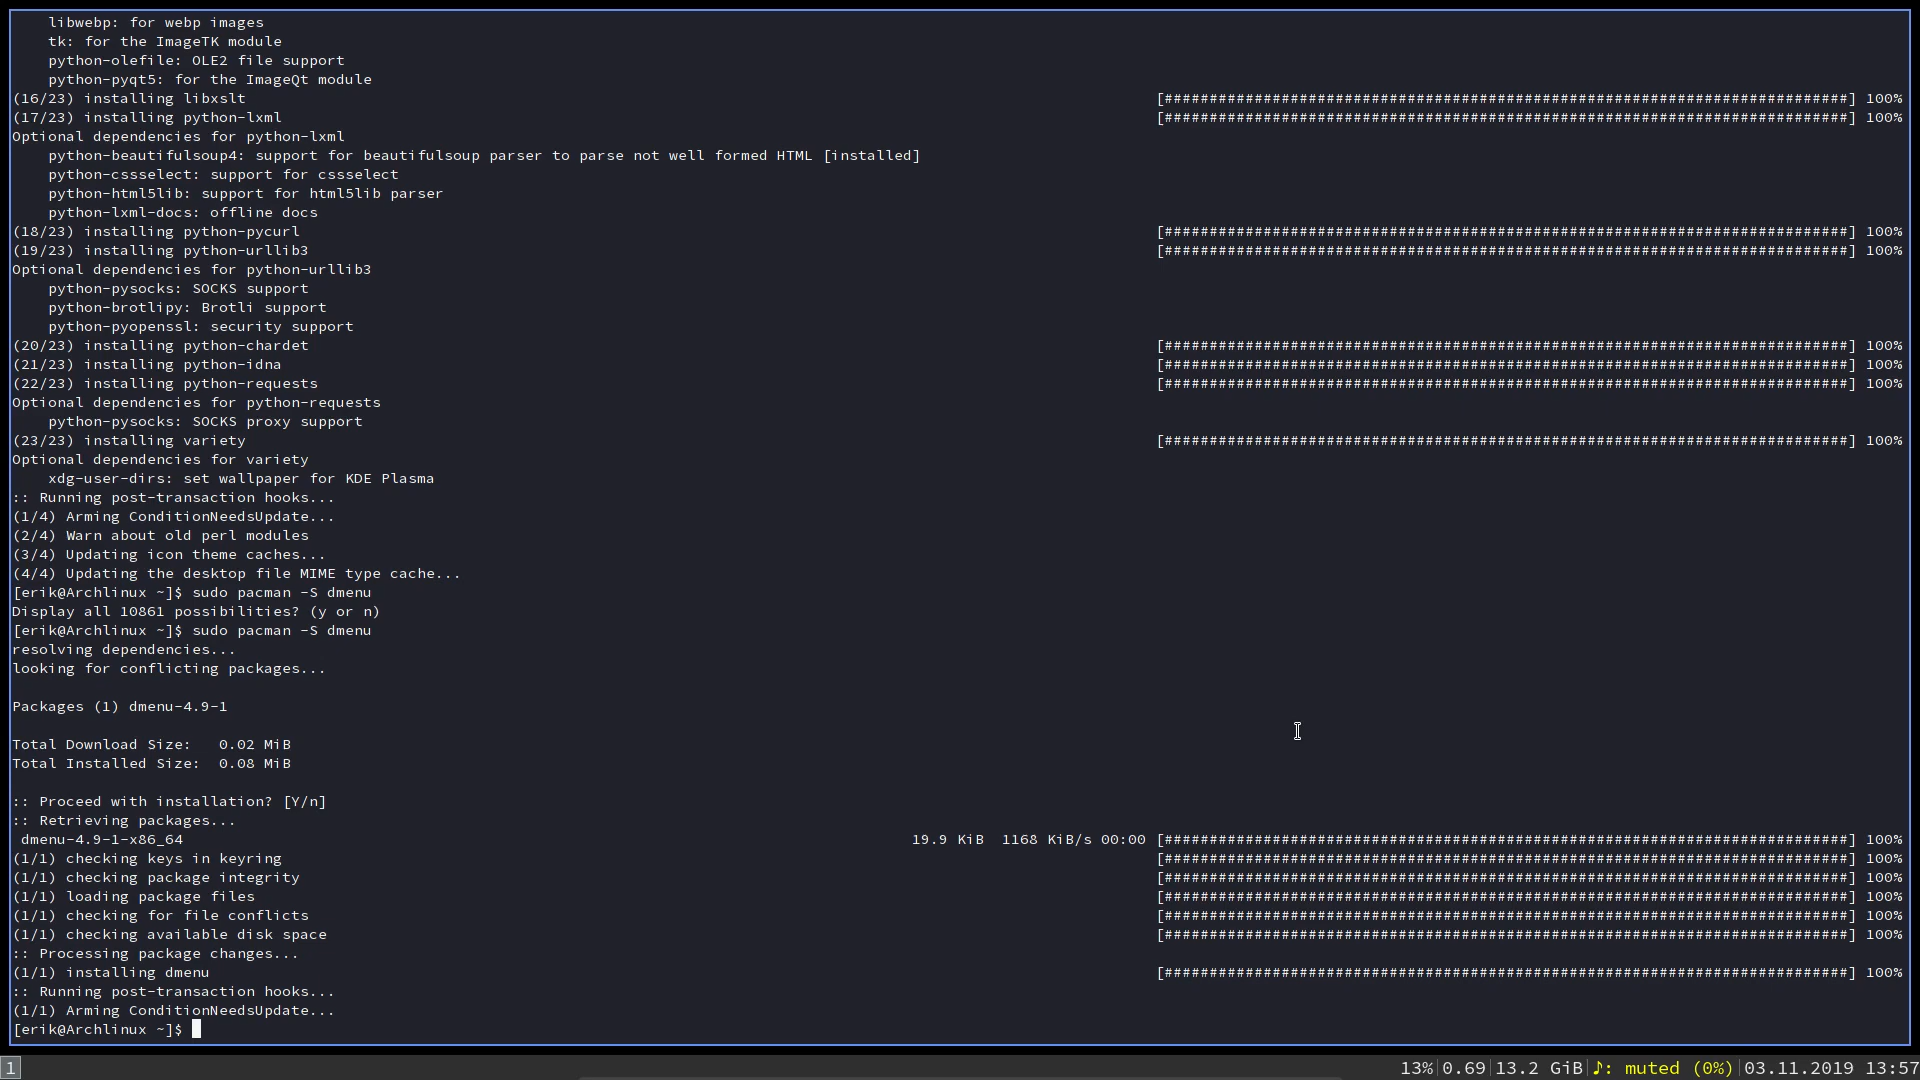 libwebp: for webp images
    tk: for the ImageTK module
    python-olefile: OLE2 file support
    python-pyqt5: for the ImageQt module
(16/23) installing libxslt [############################################################################] 100%
(17/23) installing python-lxml [############################################################################] 100%
Optional dependencies for python-lxml
    python-beautifulsoup4: support for beautifulsoup parser to parse not well formed HTML [installed]
    python-cssselect: support for cssselect
    python-html5lib: support for html5lib parser
    python-lxml-docs: offline docs
(18/23) installing python-pycurl [############################################################################] 100%
(19/23) installing python-urllib3 [############################################################################] 100%
Optional dependencies for python-urllib3
    python-pysocks: SOCKS support
    python-brotlipy: Brotli support
    python-pyopenssl: security support
(20/23) installing python-chardet [############################################################################] 100%
(21/23) installing python-idna [############################################################################] 100%
(22/23) installing python-requests [############################################################################] 100%
Optional dependencies for python-requests
    python-pysocks: SOCKS proxy support
(23/23) installing variety [############################################################################] 100%
Optional dependencies for variety
    xdg-user-dirs: set wallpaper for KDE Plasma
:: Running post-transaction hooks...
(1/4) Arming ConditionNeedsUpdate...
(2/4) Warn about old perl modules
(3/4) Updating icon theme caches...
(4/4) Updating the desktop file MIME type cache...
[erik@Archlinux ~]$ sudo pacman -S dmenu
Display all 10861 possibilities? (y or n)
[erik@Archlinux ~]$ sudo pacman -S dmenu
resolving dependencies...
looking for conflicting packages...

Packages (1) dmenu-4.9-1

Total Download Size:   0.02 MiB
Total Installed Size:  0.08 MiB

:: Proceed with installation? [Y/n]
:: Retrieving packages...
 dmenu-4.9-1-x86_64 19.9 KiB  1168 KiB/s 00:00 [############################################################################] 100%
(1/1) checking keys in keyring [############################################################################] 100%
(1/1) checking package integrity [############################################################################] 100%
(1/1) loading package files [############################################################################] 100%
(1/1) checking for file conflicts [############################################################################] 100%
(1/1) checking available disk space [############################################################################] 100%
:: Processing package changes...
(1/1) installing dmenu [############################################################################] 100%
:: Running post-transaction hooks...
(1/1) Arming ConditionNeedsUpdate...
[erik@Archlinux ~]$
1 13%|0.69|13.2 GiB|♪: muted (0%)|03.11.2019 13:57